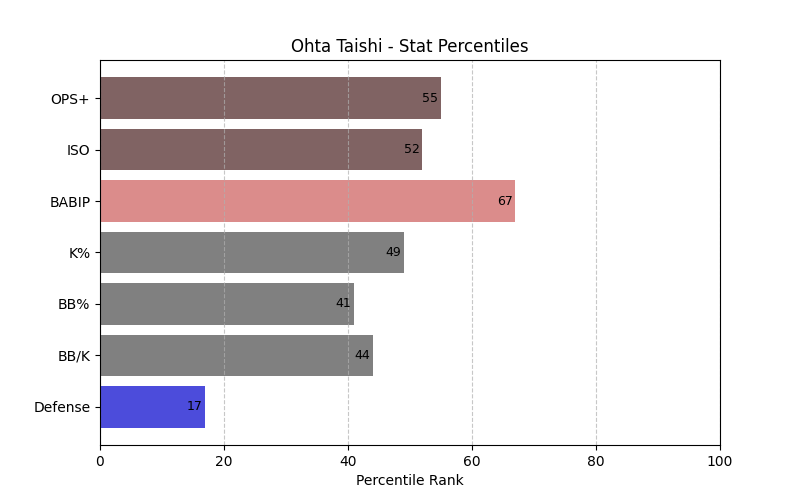 Ohta Taishi - Stat Percentiles
OPS+ 55
ISO 52
BABIP 67
K% 49
BB% 41
BB/K 44
Defense 17
0 20 40 60 80 100
Percentile Rank